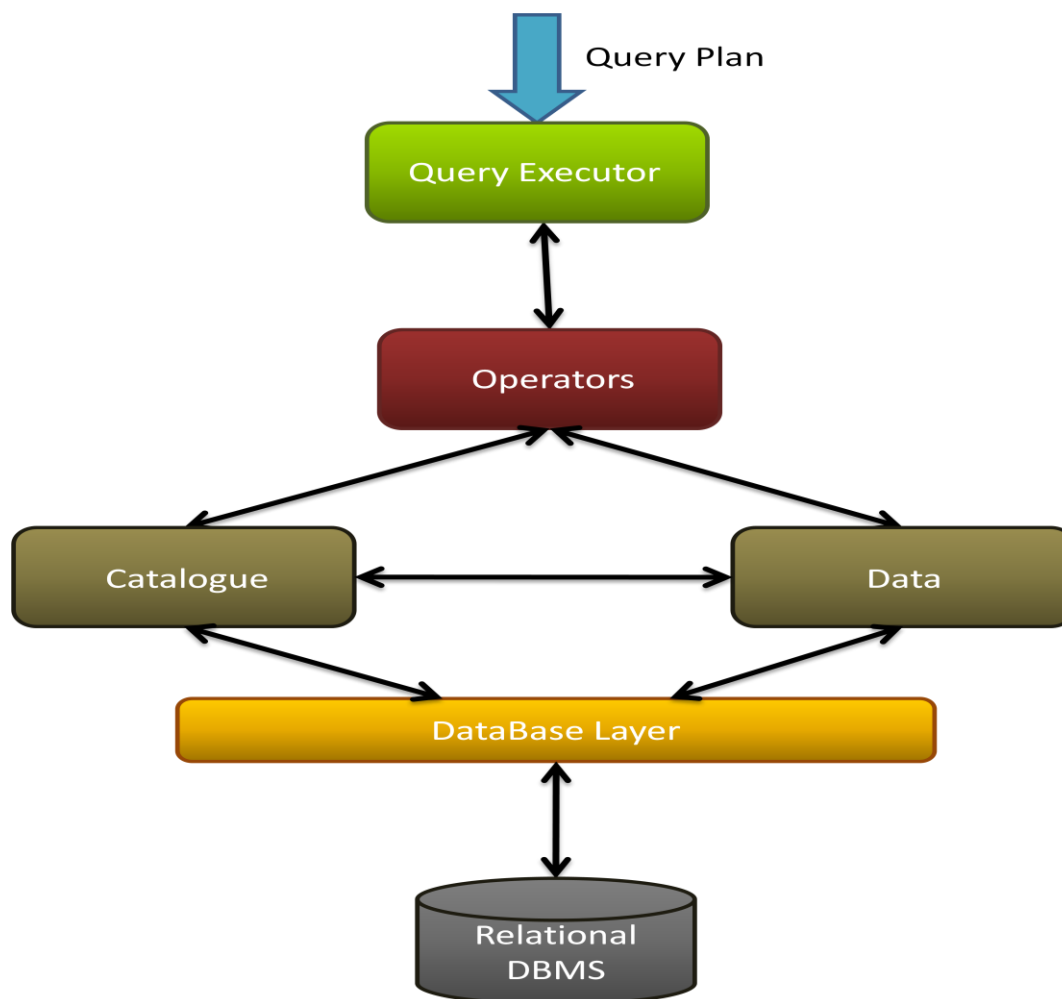 Query Plan
Query Executor
Operators
Catalogue
Data
DataBase Layer
Relational
DBMS